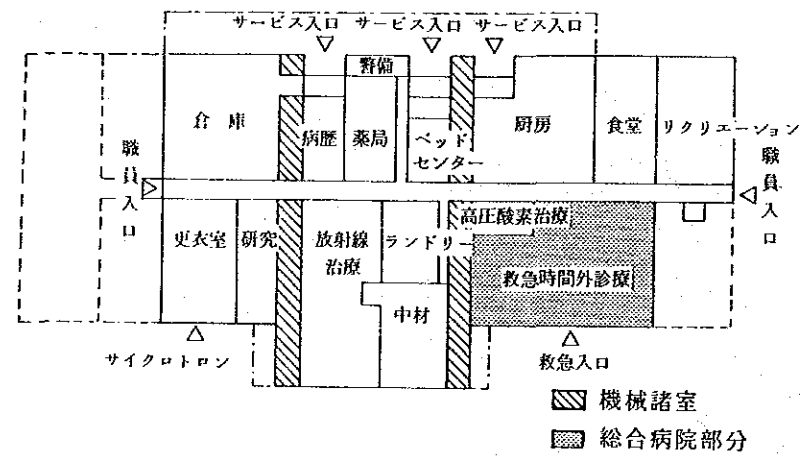 サービス入口 サービス入口 サービス入口
警備
倉庫
病歴
薬局
ベッド
センター
厨房
食堂
リクリエーション
職員入口
職員入口
更衣室
研究
放射線
治療
ランドリー
高圧酸素治療
救急時間外診療
中材
サイクロトロン
救急入口
機械諸室
総合病院部分